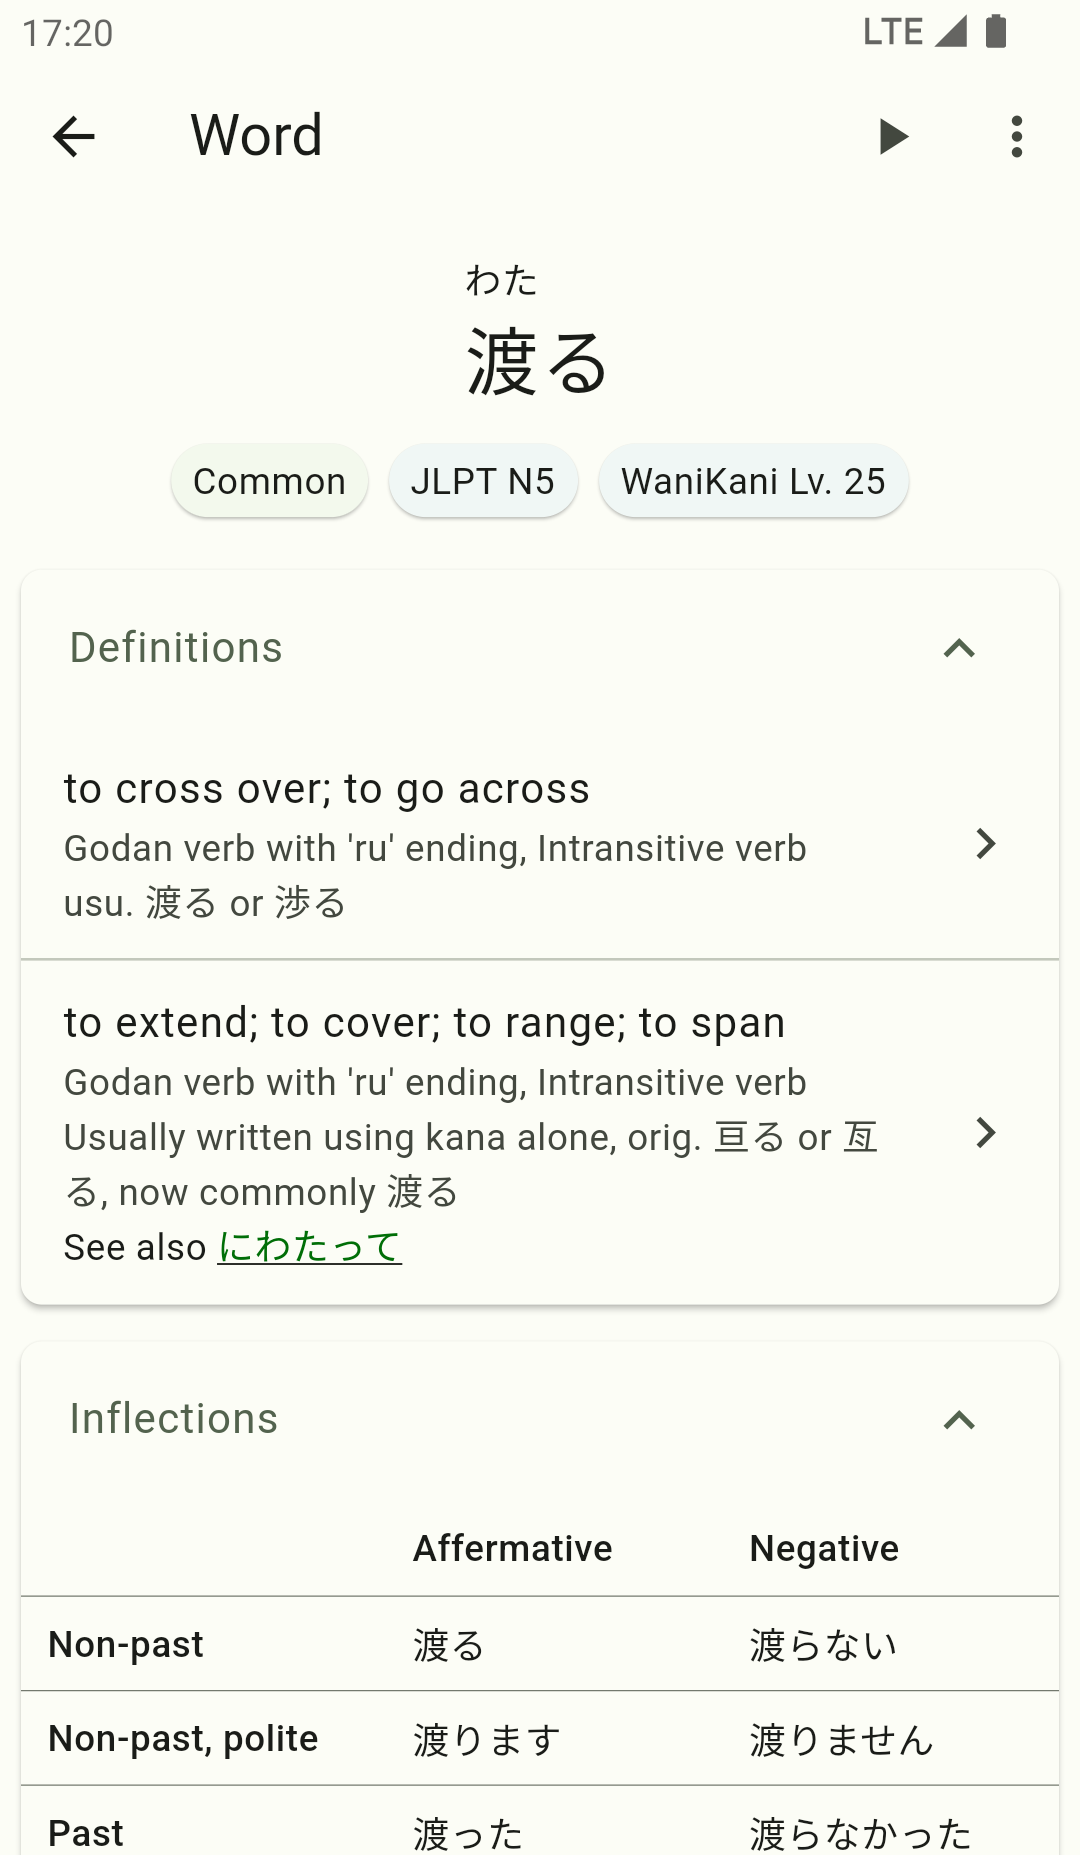 17:20 LTE
Word
わた
渡る
Common JLPT N5 WaniKani Lv. 25
Definitions
to cross over; to go across
Godan verb with 'ru' ending, Intransitive verb
usu. 渡る or 渉る
to extend; to cover; to range; to span
Godan verb with 'ru' ending, Intransitive verb
Usually written using kana alone, orig. 亘る or 亙
る, now commonly 渡る
See also にわたって
Inflections
Affermative Negative
Non-past 渡る 渡らない
Non-past, polite 渡ります 渡りません
Past 渡った 渡らなかった